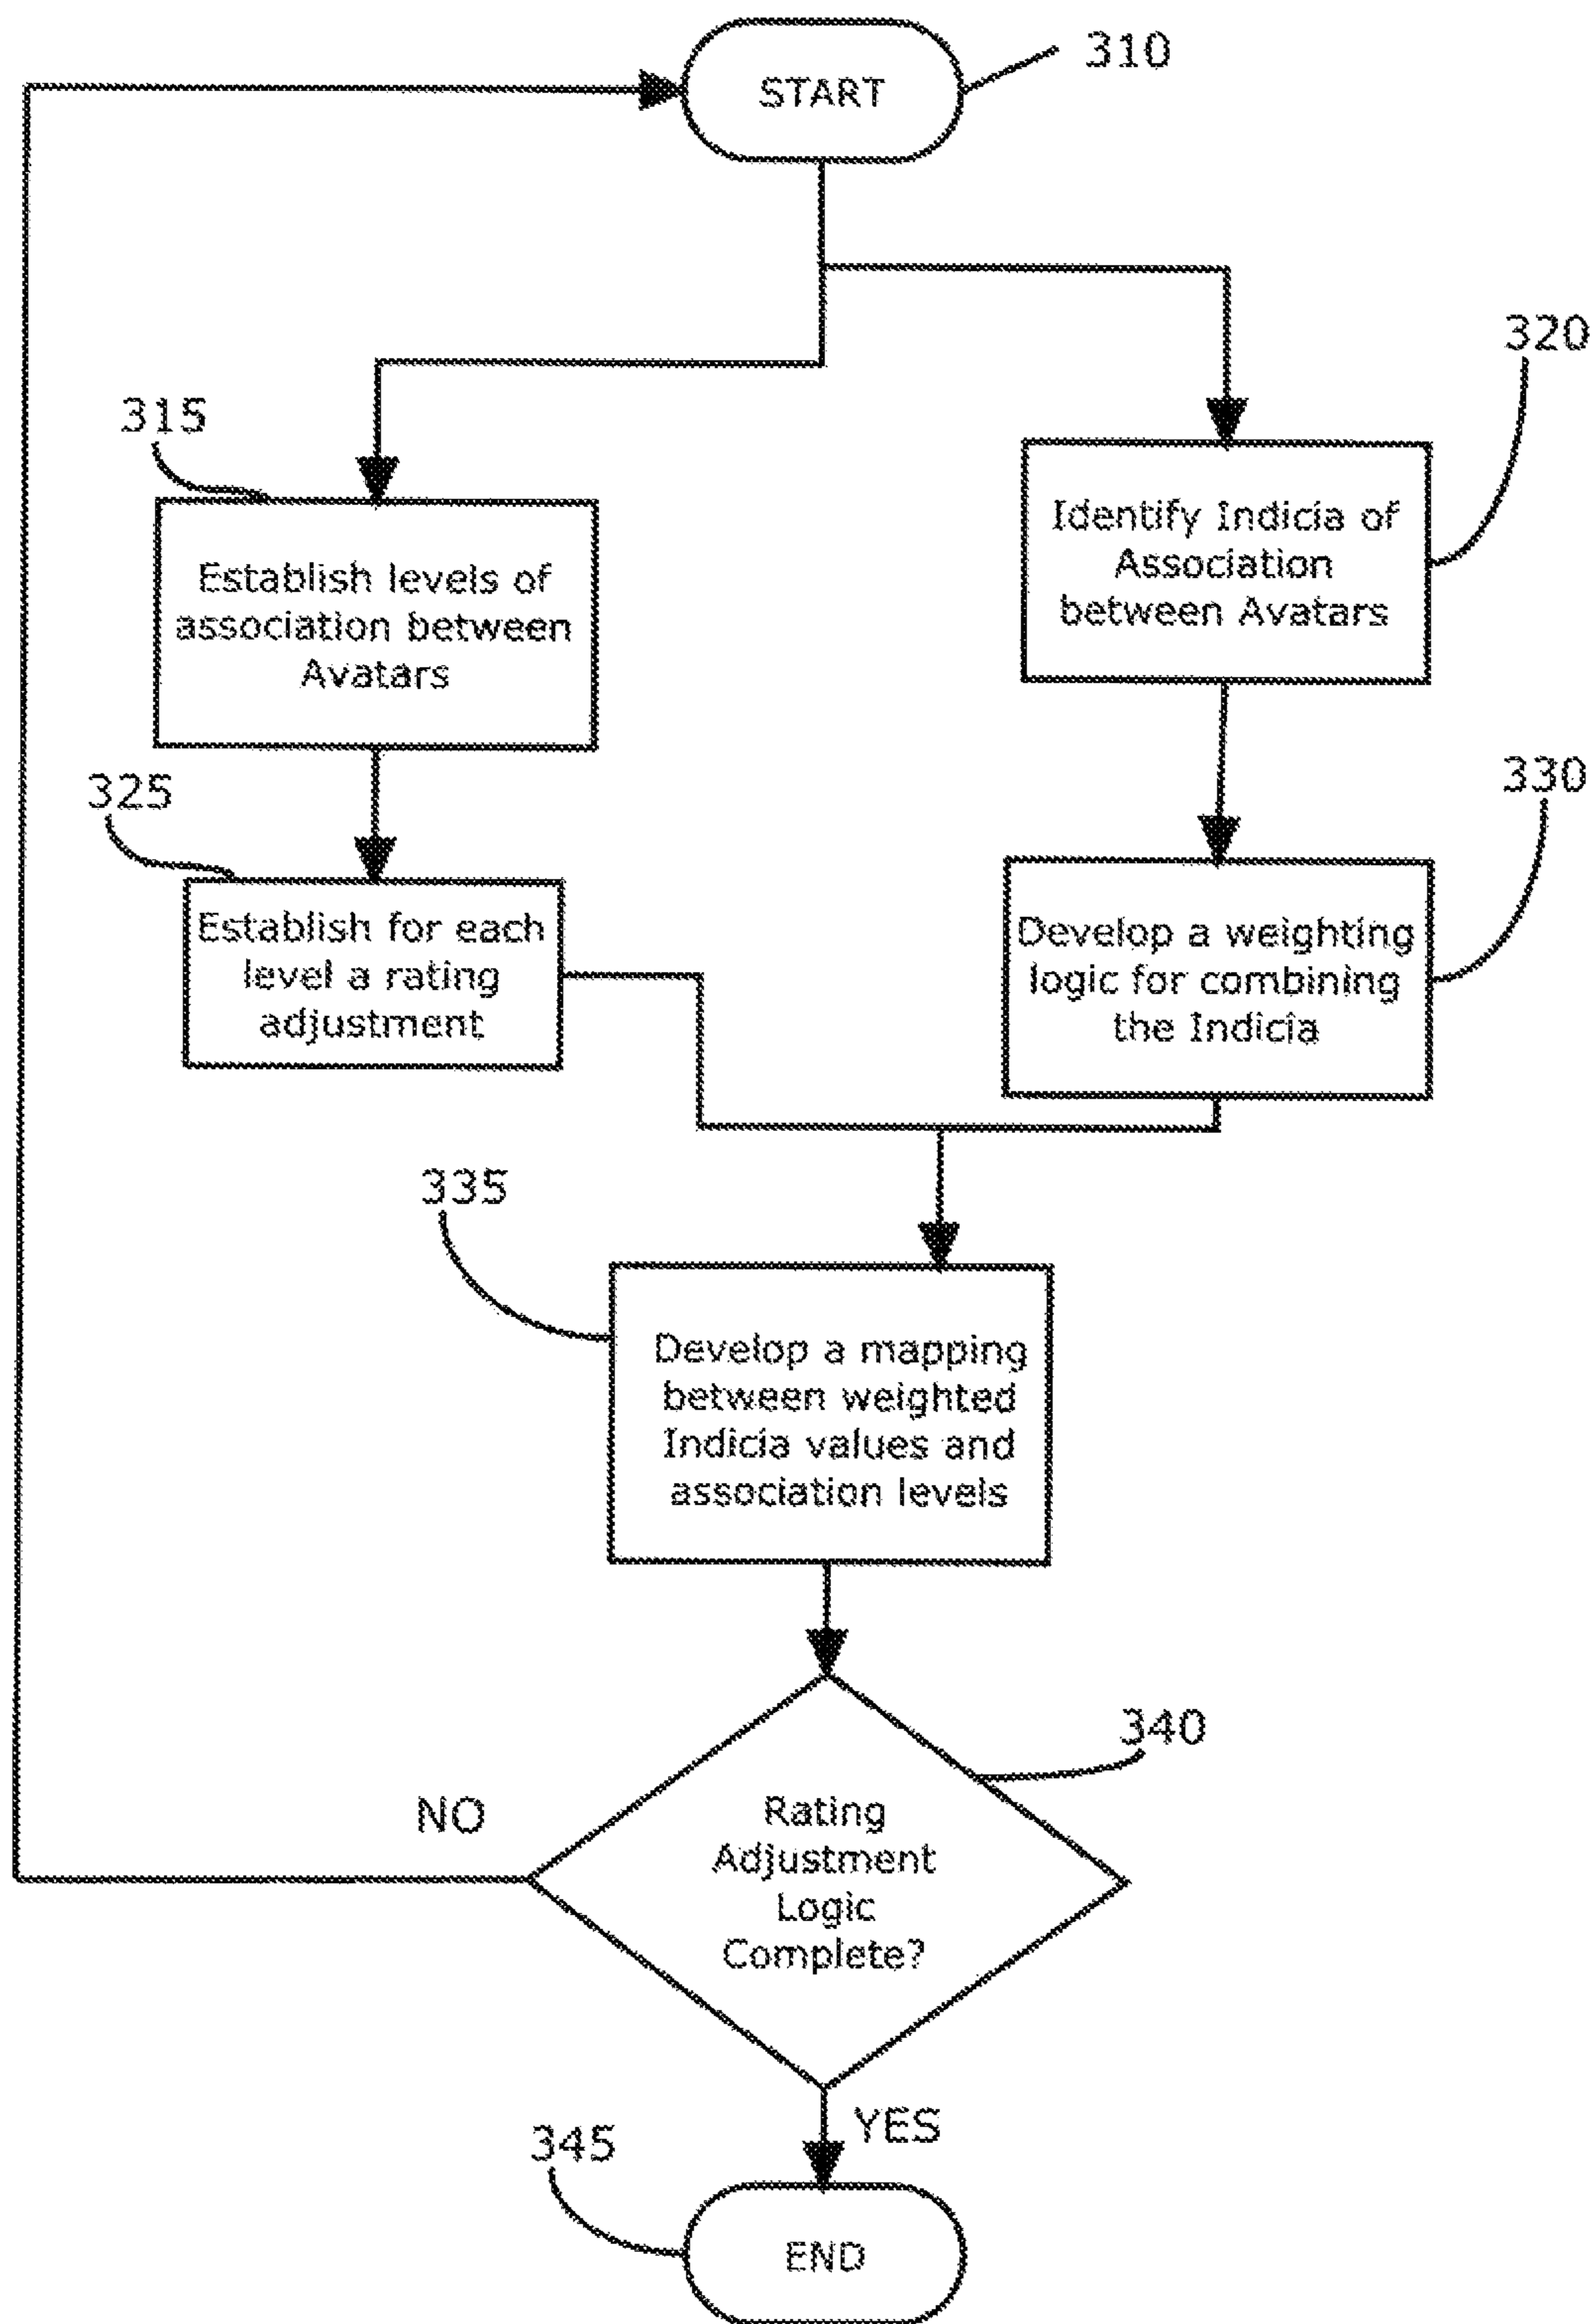 START
310
320
315
Identify Indicia of
Association
between Avatars
Establish levels of
association between
Avatars
325
330
Establish for each
level a rating
adjustment
Develop a weighting
logic for combining
the Indicia
335
Develop a mapping
between weighted
Indicia values and
association levels
340
NO
Rating
Adjustment
Logic
Complete?
YES
345
END